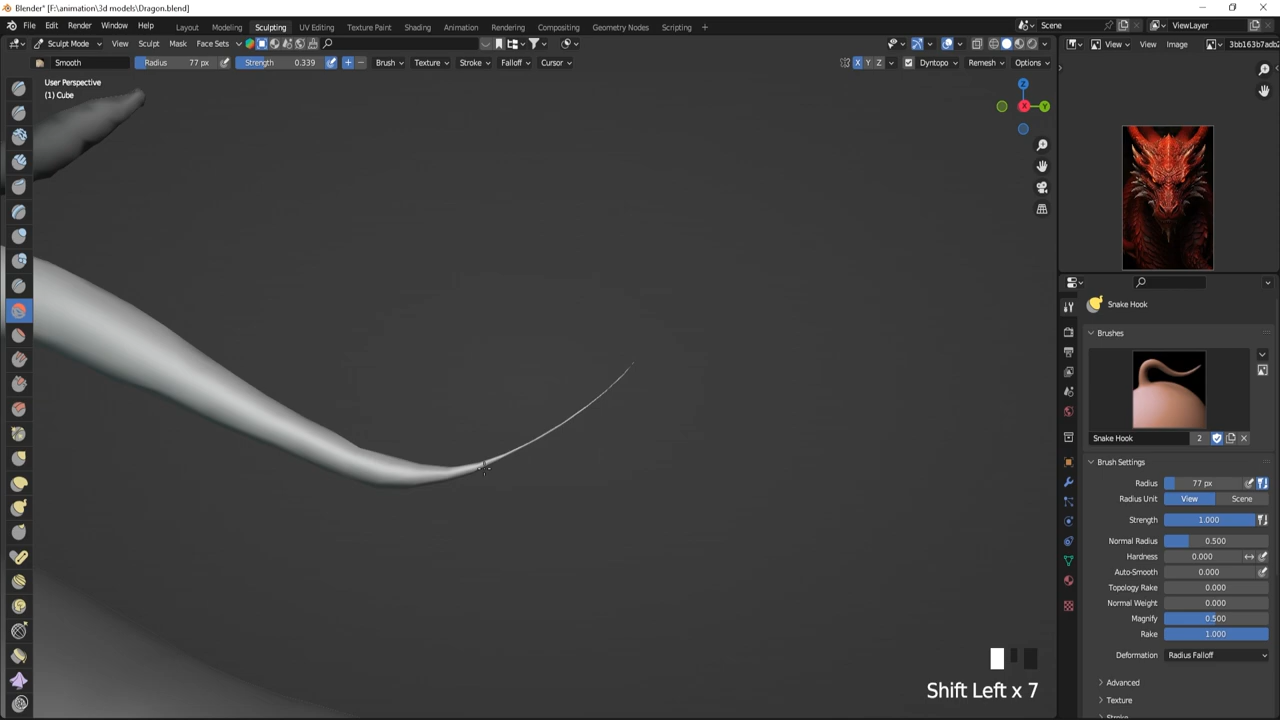 Blender* [F:\animation\3d models\Dragon.blend]
File Edit Render Window Help Layout Modeling Sculpting UV Editing Texture Paint Shading Animation Rendering Compositing Geometry Nodes Scripting + Scene ViewLayer
Sculpt Mode View Sculpt Mask Face Sets View View Image 3bb163b7adb2
Smooth Radius 77 px Strength 0.339 + − Brush Texture Stroke Falloff Cursor X Y Z Dyntopo Remesh Options
User Perspective
(1) Cube
Z
X
Y
Snake Hook
Brushes
Snake Hook 2
Brush Settings
Radius 77 px
Radius Unit View Scene
Strength 1.000
Normal Radius 0.500
Hardness 0.000
Auto-Smooth 0.000
Topology Rake 0.000
Normal Weight 0.000
Magnify 0.500
Rake 1.000
Deformation Radius Falloff
Advanced
Texture
Stroke
Shift Left x 7